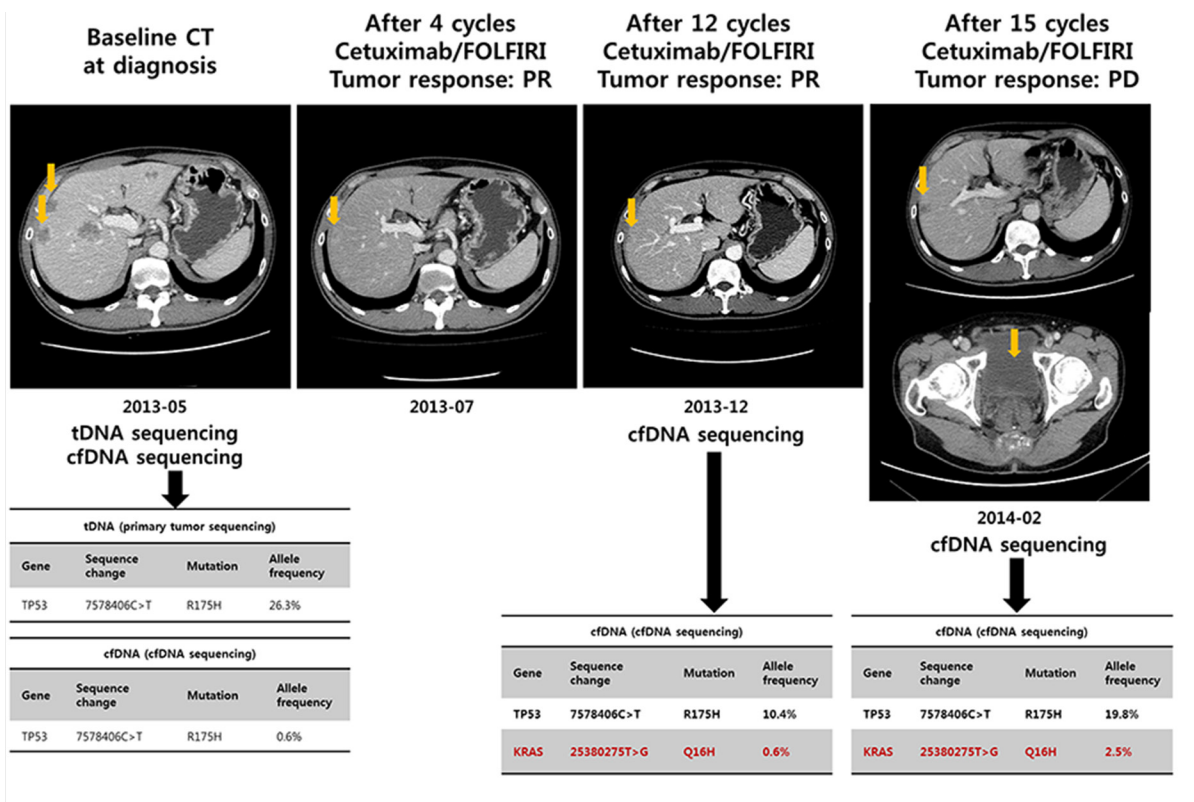 Baseline CT
at diagnosis
After 4 cycles
Cetuximab/FOLFIRI
Tumor response: PR
After 12 cycles
Cetuximab/FOLFIRI
Tumor response: PR
After 15 cycles
Cetuximab/FOLFIRI
Tumor response: PD
2013-05
tDNA sequencing
cfDNA sequencing
2013-07
2013-12
cfDNA sequencing
2014-02
cfDNA sequencing
tDNA (primary tumor sequencing)
Gene Sequence change Mutation Allele frequency
TP53 7578406C>T R175H 26.3%
cfDNA (cfDNA sequencing)
Gene Sequence change Mutation Allele frequency
TP53 7578406C>T R175H 0.6%
cfDNA (cfDNA sequencing)
Gene Sequence change Mutation Allele frequency
TP53 7578406C>T R175H 10.4%
KRAS 25380275T>G Q16H 0.6%
cfDNA (cfDNA sequencing)
Gene Sequence change Mutation Allele frequency
TP53 7578406C>T R175H 19.8%
KRAS 25380275T>G Q16H 2.5%